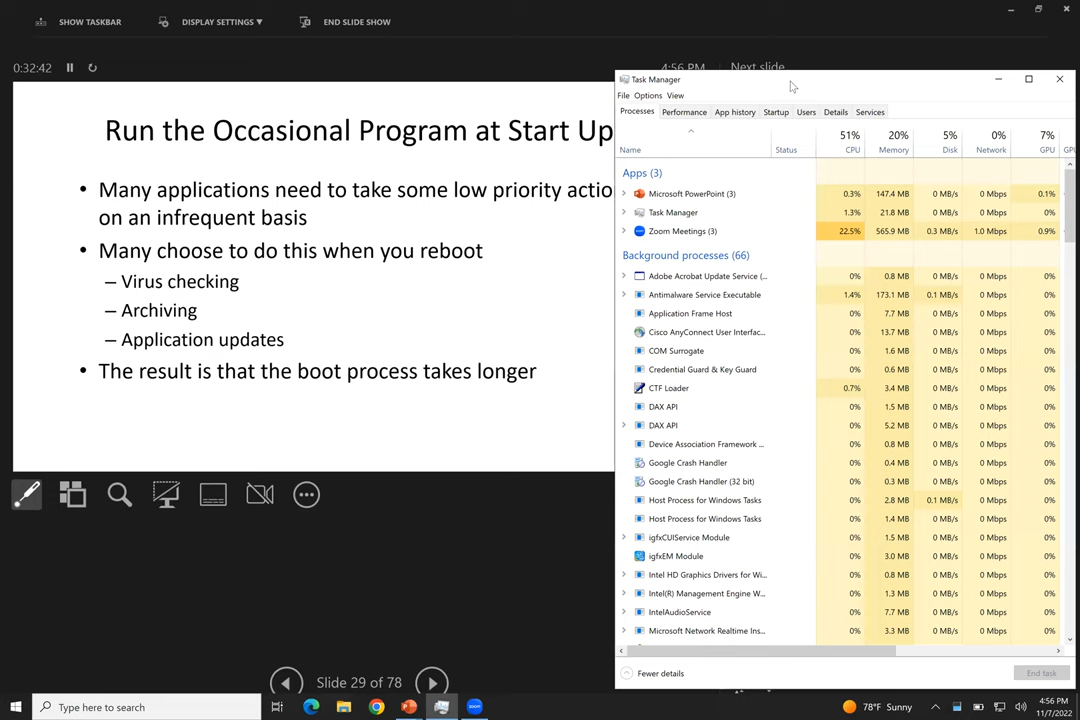 SHOW TASKBAR
DISPLAY SETTINGS ▼
END SLIDE SHOW
0:32:42
4:56 PM
Next slide
Run the Occasional Program at Start Up
• Many applications need to take some low priority actio
on an infrequent basis
• Many choose to do this when you reboot
– Virus checking
– Archiving
– Application updates
• The result is that the boot process takes longer
Slide 29 of 78
Task Manager
File Options View
Processes Performance App history Startup Users Details Services
51% 20% 5% 0% 7%
Name Status CPU Memory Disk Network GPU GPU
Apps (3)
Microsoft PowerPoint (3) 0.3% 147.4 MB 0 MB/s 0 Mbps 0.1%
Task Manager 1.3% 21.8 MB 0 MB/s 0 Mbps 0%
Zoom Meetings (3) 22.5% 565.9 MB 0.3 MB/s 1.0 Mbps 0.9%
Background processes (66)
Adobe Acrobat Update Service (... 0% 0.8 MB 0 MB/s 0 Mbps 0%
Antimalware Service Executable 1.4% 173.1 MB 0.1 MB/s 0 Mbps 0%
Application Frame Host 0% 7.7 MB 0 MB/s 0 Mbps 0%
Cisco AnyConnect User Interfac... 0% 13.7 MB 0 MB/s 0 Mbps 0%
COM Surrogate 0% 1.6 MB 0 MB/s 0 Mbps 0%
Credential Guard & Key Guard 0% 0.6 MB 0 MB/s 0 Mbps 0%
CTF Loader 0.7% 3.4 MB 0 MB/s 0 Mbps 0%
DAX API 0% 1.5 MB 0 MB/s 0 Mbps 0%
DAX API 0% 5.2 MB 0 MB/s 0 Mbps 0%
Device Association Framework ... 0% 0.8 MB 0 MB/s 0 Mbps 0%
Google Crash Handler 0% 0.4 MB 0 MB/s 0 Mbps 0%
Google Crash Handler (32 bit) 0% 0.3 MB 0 MB/s 0 Mbps 0%
Host Process for Windows Tasks 0% 2.8 MB 0.1 MB/s 0 Mbps 0%
Host Process for Windows Tasks 0% 1.4 MB 0 MB/s 0 Mbps 0%
igfxCUIService Module 0% 1.5 MB 0 MB/s 0 Mbps 0%
igfxEM Module 0% 3.0 MB 0 MB/s 0 Mbps 0%
Intel HD Graphics Drivers for Wi... 0% 0.8 MB 0 MB/s 0 Mbps 0%
Intel(R) Management Engine W... 0% 1.3 MB 0 MB/s 0 Mbps 0%
IntelAudioService 0% 7.7 MB 0 MB/s 0 Mbps 0%
Microsoft Network Realtime Ins... 0% 3.3 MB 0 MB/s 0 Mbps 0%
Fewer details
End task
Type here to search
78°F Sunny
4:56 PM
11/7/2022